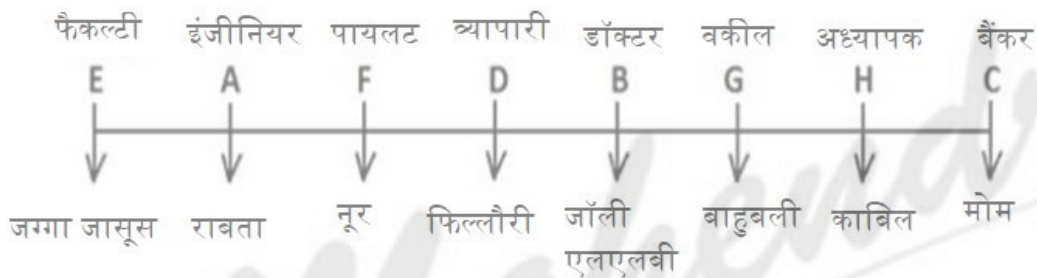 फैकल्टी इंजीनियर पायलट व्यापारी डॉक्टर वकील अध्यापक बैंकर
E A F D B G H C
जग्गा जासूस राबता नूर फिल्लौरी जॉली बाहुबली काबिल मोम
एलएलबी